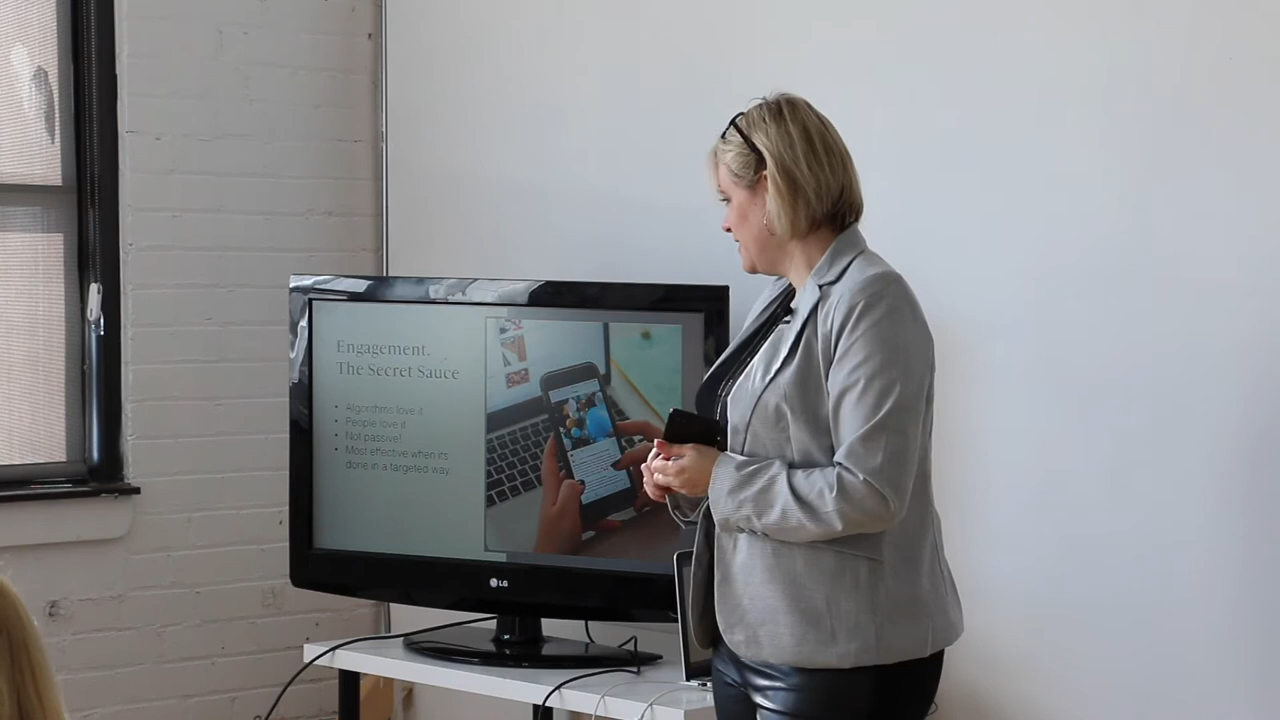 Engagement.
The Secret Sauce
• Algorithms love it
• People love it
• Not passive!
• Most effective when its
done in a targeted way.
LG